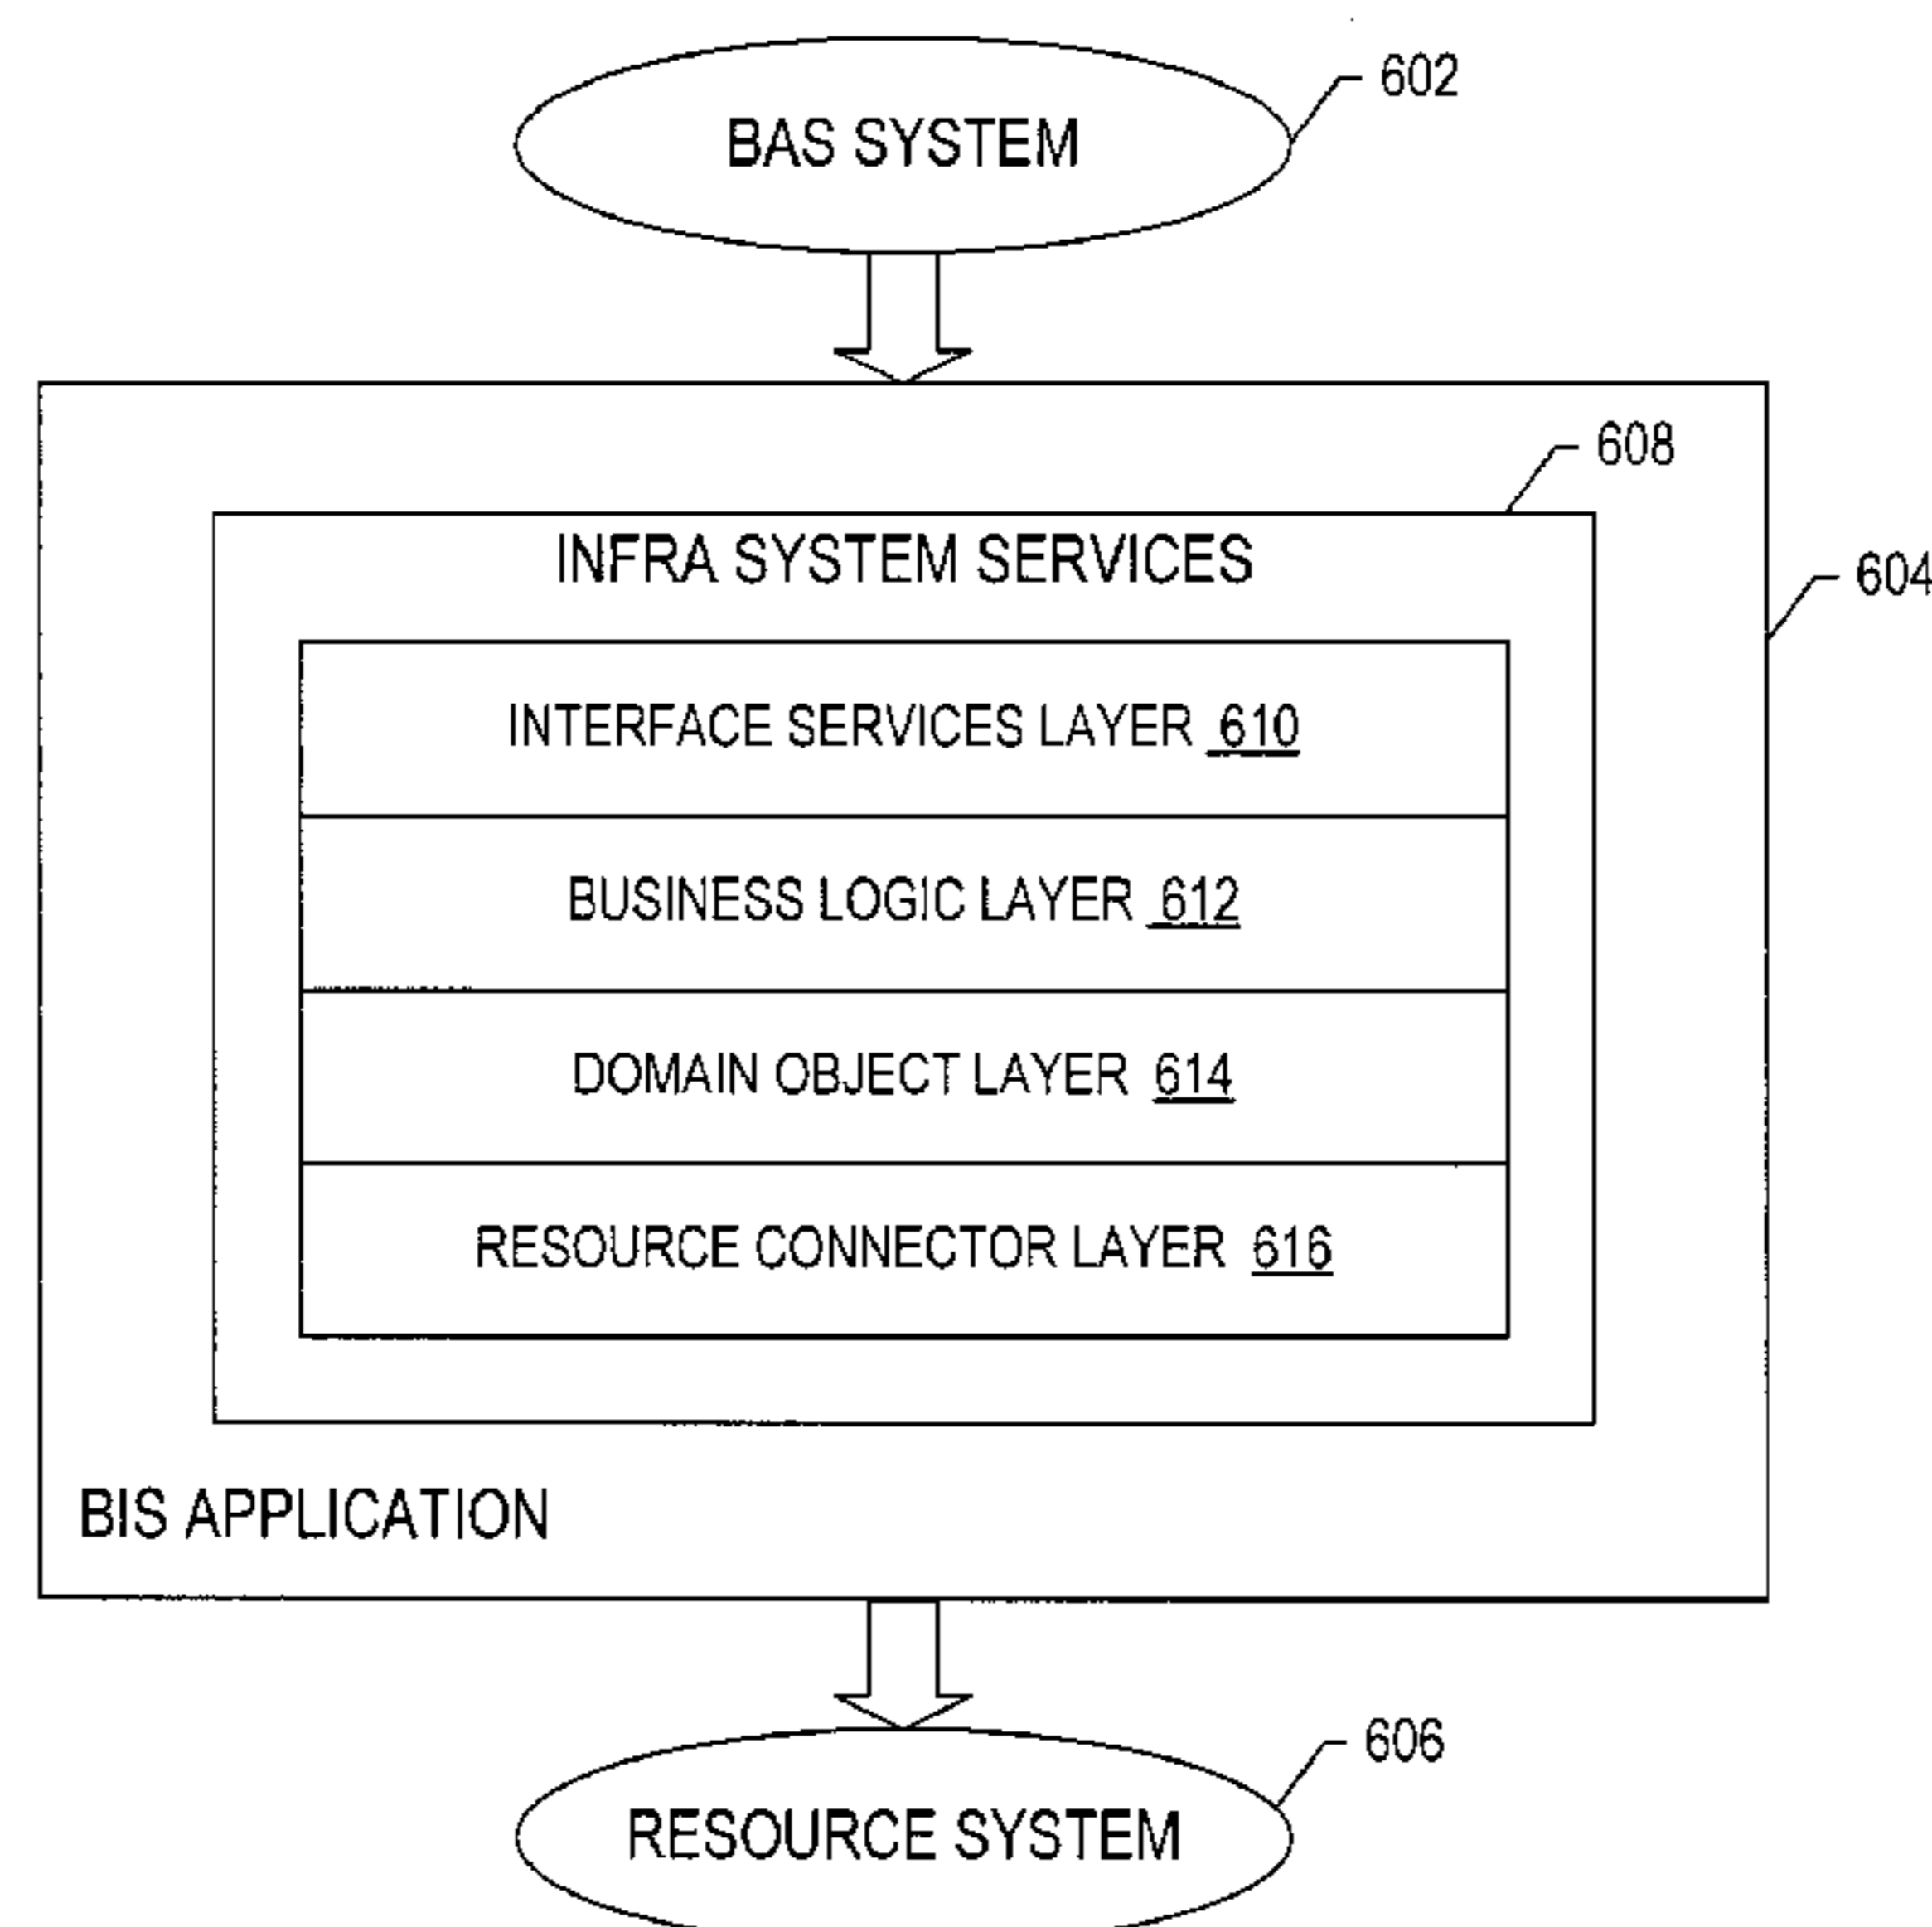 BAS SYSTEM
602
608
INFRA SYSTEM SERVICES
604
INTERFACE SERVICES LAYER 610
BUSINESS LOGIC LAYER 612
DOMAIN OBJECT LAYER 614
RESOURCE CONNECTOR LAYER 616
BIS APPLICATION
606
RESOURCE SYSTEM